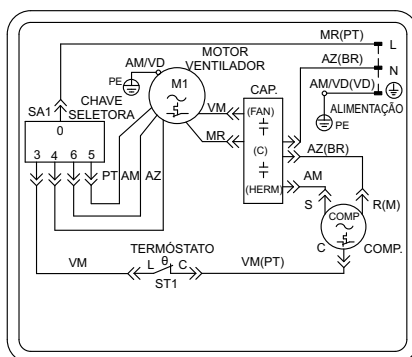 MR(PT)
L
MOTOR
VENTILADOR
AZ(BR)
AM/VD
N
PE
M1
CAP.
AM/VD(VD)
SA1
CHAVE
SELETORA
VM
(FAN)
PE
ALIMENTAÇÃO
0
MR
(C)
AZ(BR)
3 4 6 5
PT
AM
AZ
(HERM)
AM
S
R(M)
COMP
C
COMP.
TERMÓSTATO
VM
L
θ
C
VM(PT)
ST1